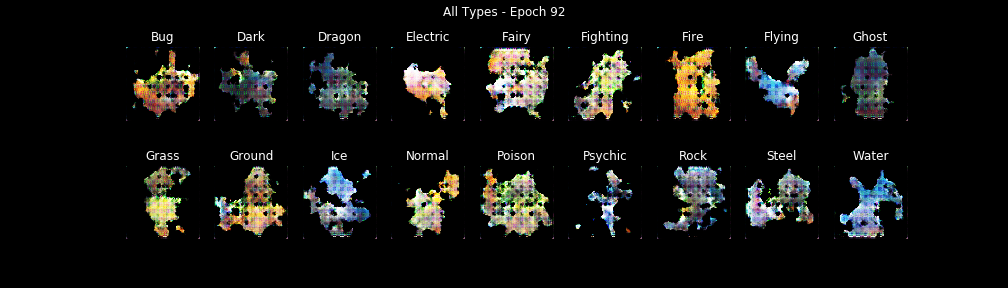 All Types - Epoch 92
Bug Dark Dragon Electric Fairy Fighting Fire Flying Ghost
Grass Ground Ice Normal Poison Psychic Rock Steel Water